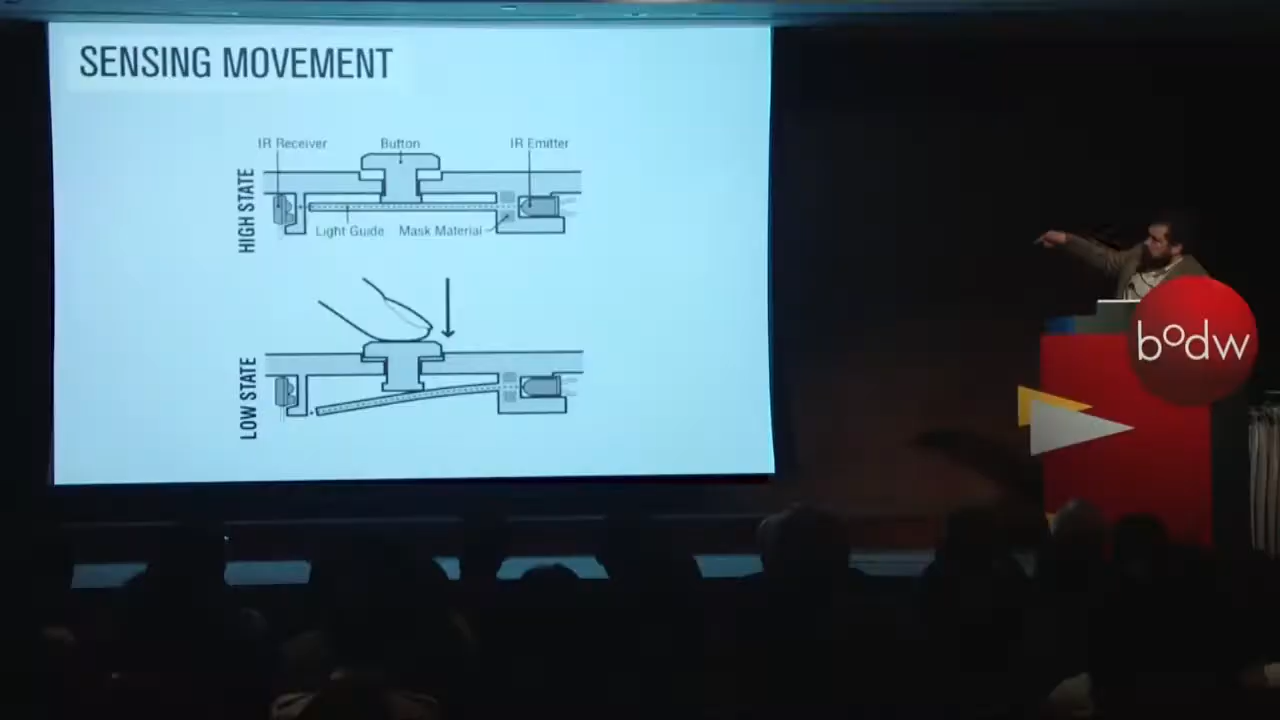 SENSING MOVEMENT
IR Receiver
Button
IR Emitter
HIGH STATE
Light Guide
Mask Material
LOW STATE
bodw